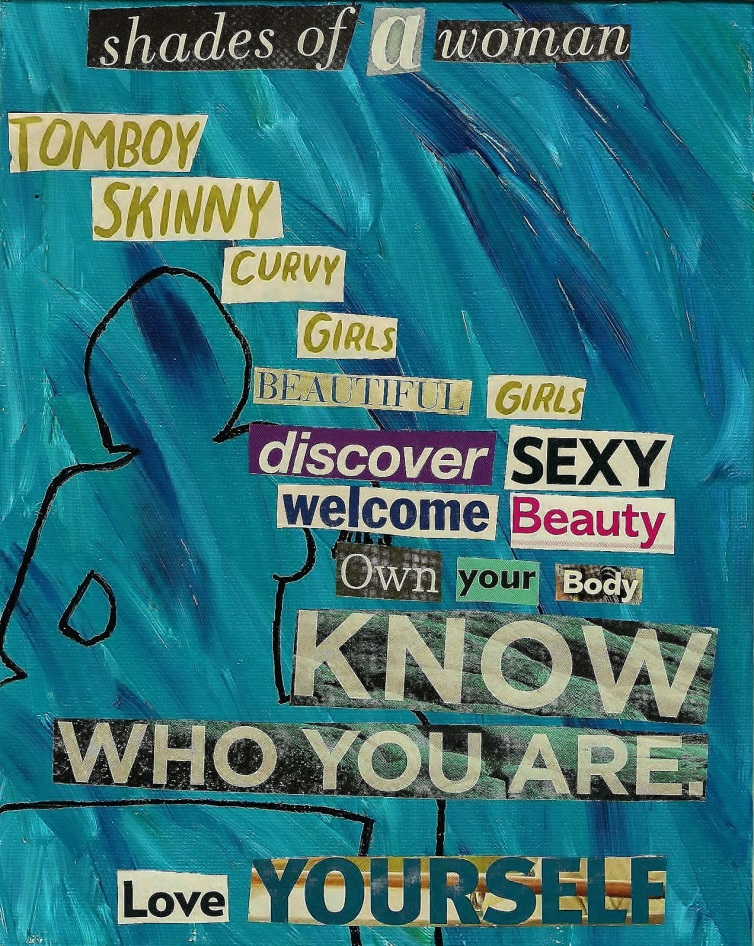 shades of a woman
TOMBOY
SKINNY
CURVY
GIRLS
BEAUTIFUL GIRLS
discover SEXY
welcome Beauty
Own your Body
KNOW
WHO YOU ARE.
Love YOURSELF